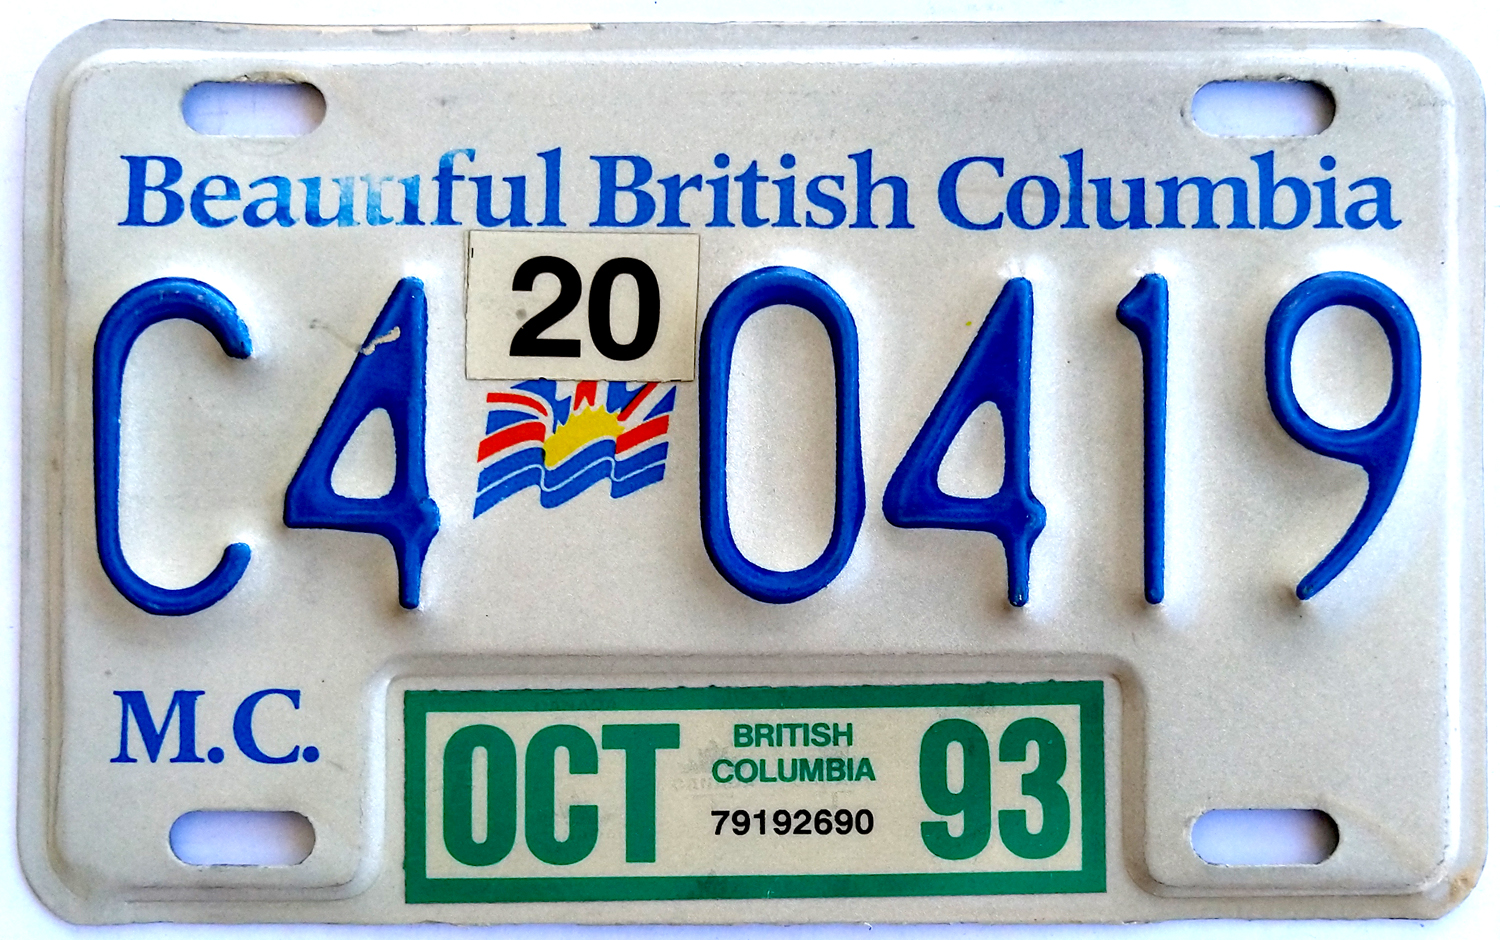 Beautiful British Columbia
20
C4 0419
M.C.
OCT BRITISH COLUMBIA 79192690 93